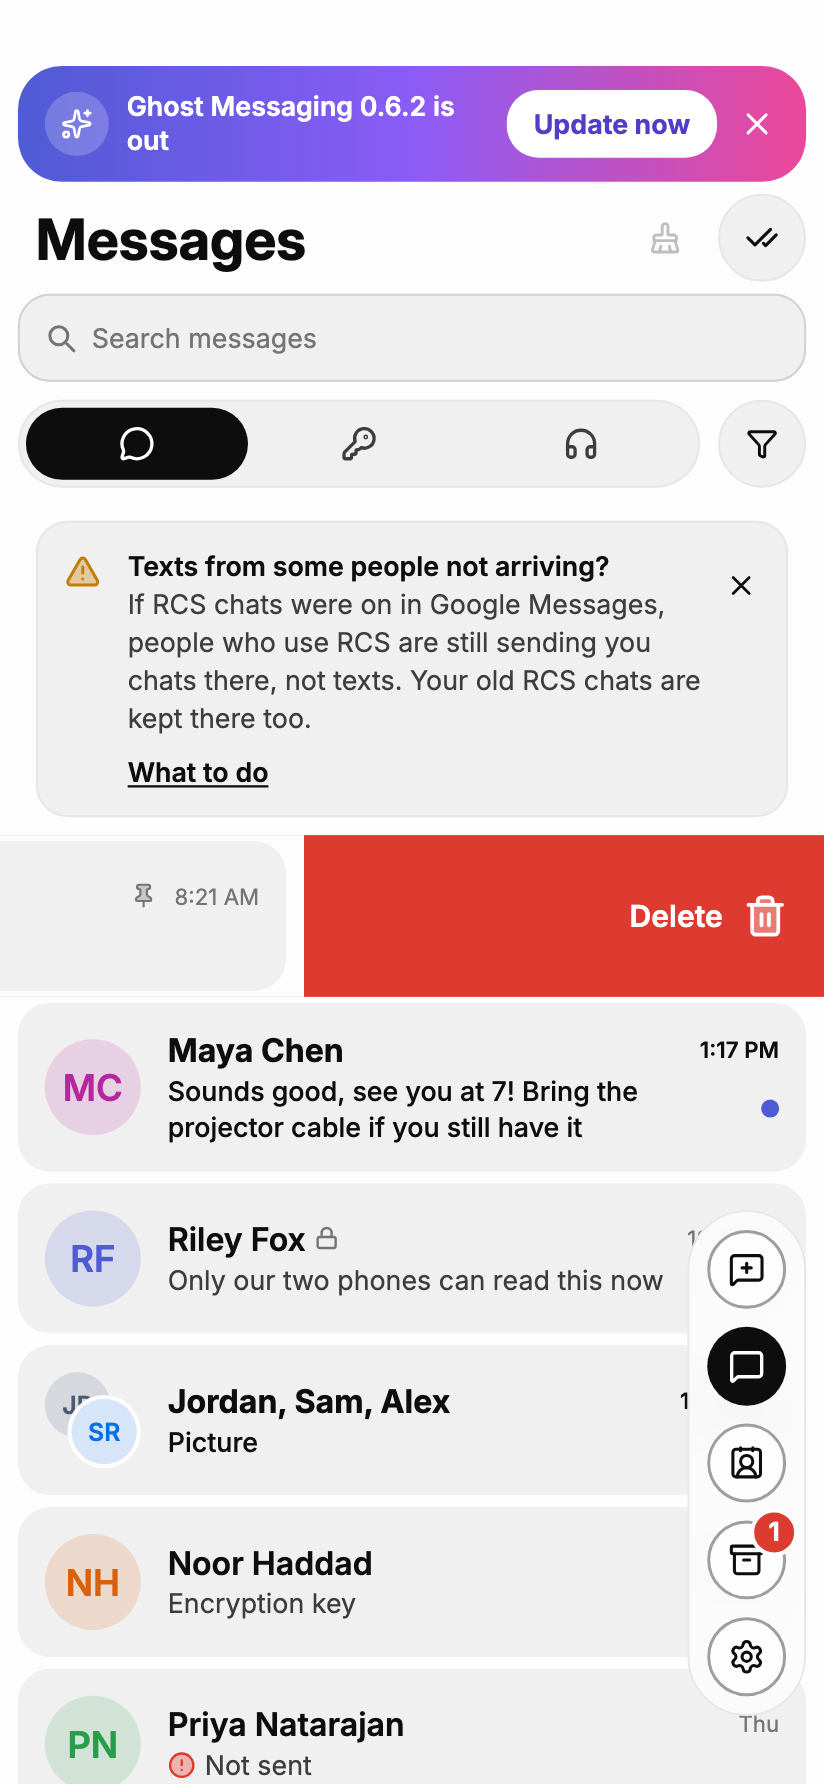 Ghost Messaging 0.6.2 is
out
Update now
Messages
Search messages
Texts from some people not arriving?
If RCS chats were on in Google Messages,
people who use RCS are still sending you
chats there, not texts. Your old RCS chats are
kept there too.
What to do
8:21 AM
Delete
MC
Maya Chen
1:17 PM
Sounds good, see you at 7! Bring the
projector cable if you still have it
RF
Riley Fox
Only our two phones can read this now
SR
Jordan, Sam, Alex
Picture
NH
Noor Haddad
Encryption key
1
PN
Priya Natarajan
Thu
Not sent